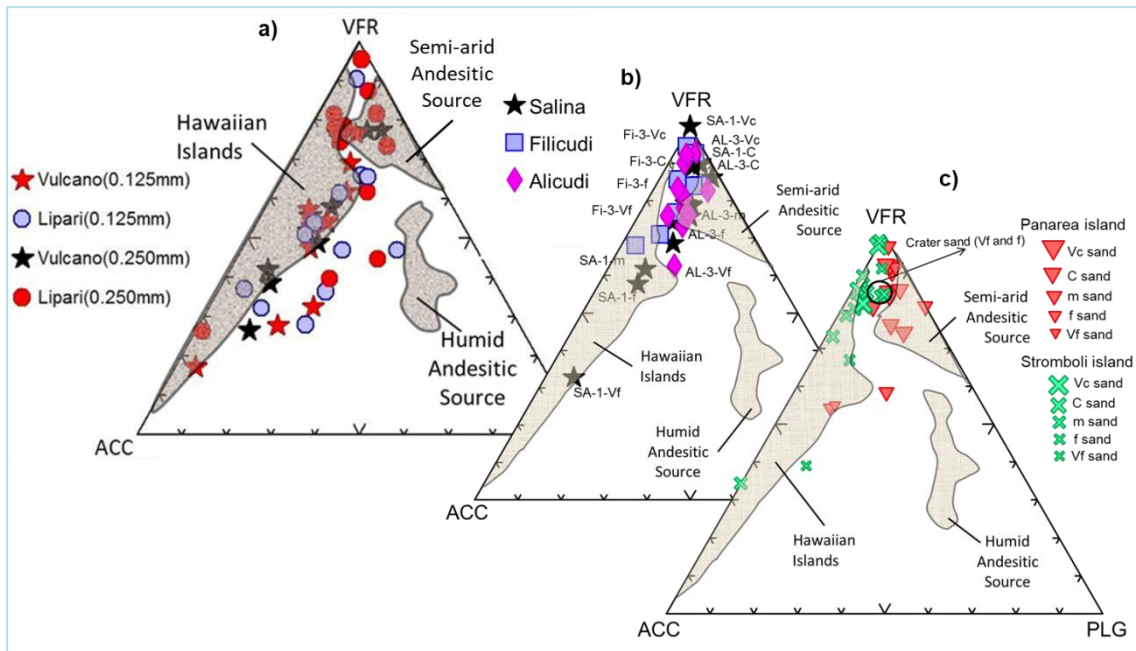 a)
VFR
Semi-arid
Andesitic
Source
Hawaiian
Islands
Vulcano(0.125mm)
Lipari(0.125mm)
Vulcano(0.250mm)
Lipari(0.250mm)
Humid
Andesitic
Source
ACC
b)
Salina
Filicudi
Alicudi
VFR
SA-1-Vc
Fi-3-Vc
AL-3-Vc
SA-1-C
Fi-3-C
AL-3-C
Fi-3-f
Fi-3-Vf
AL-3-m
AL-3-f
SA-1-m
AL-3-Vf
SA-1-f
SA-1-Vf
Semi-arid
Andesitic
Source
Hawaiian
Islands
Humid
Andesitic
Source
ACC
c)
VFR
Crater sand (Vf and f)
Panarea island
Vc sand
C sand
m sand
f sand
Vf sand
Semi-arid
Andesitic
Source
Stromboli island
Vc sand
C sand
m sand
f sand
Vf sand
Hawaiian
Islands
Humid
Andesitic
Source
ACC
PLG